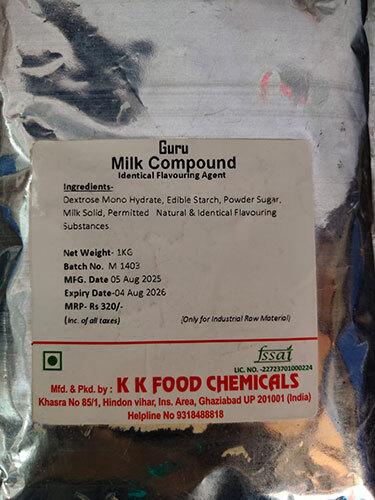 Guru
Milk Compound
Identical Flavouring Agent
Ingredients-
Dextrose Mono Hydrate, Edible Starch, Powder Sugar,
Milk Solid, Permitted Natural & Identical Flavouring
Substances
Net Weight- 1KG
Batch No. M 1403
MFG. Date 05 Aug 2025
Expiry Date-04 Aug 2026
MRP- Rs 320/-
(Inc. of all taxes) (Only for Industrial Raw Material)
fssai
LIC. NO. -22723701000224
Mfd. & Pkd. by : K K FOOD CHEMICALS
Khasra No 85/1, Hindon vihar, Ins. Area, Ghaziabad UP 201001 (India)
Helpline No 9318488818